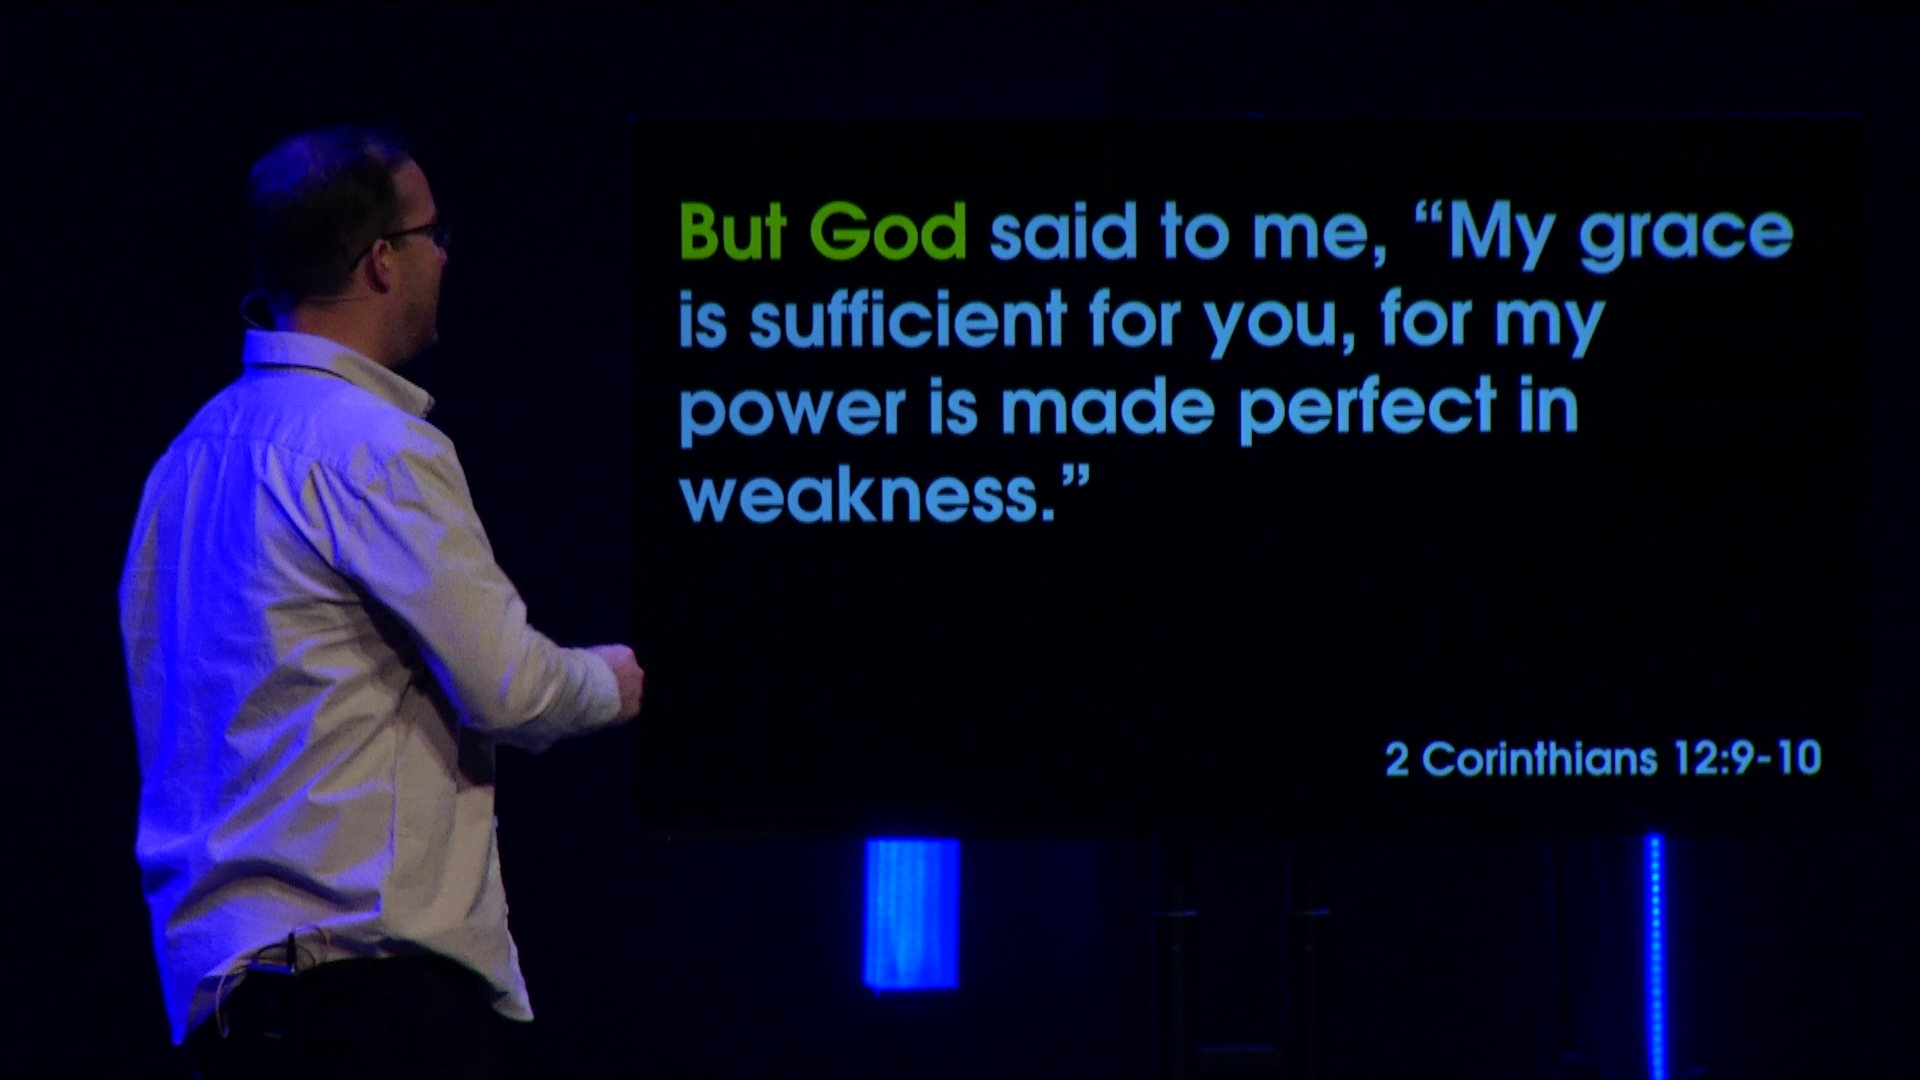 But God said to me, “My grace
is sufficient for you, for my
power is made perfect in
weakness.”
2 Corinthians 12:9-10